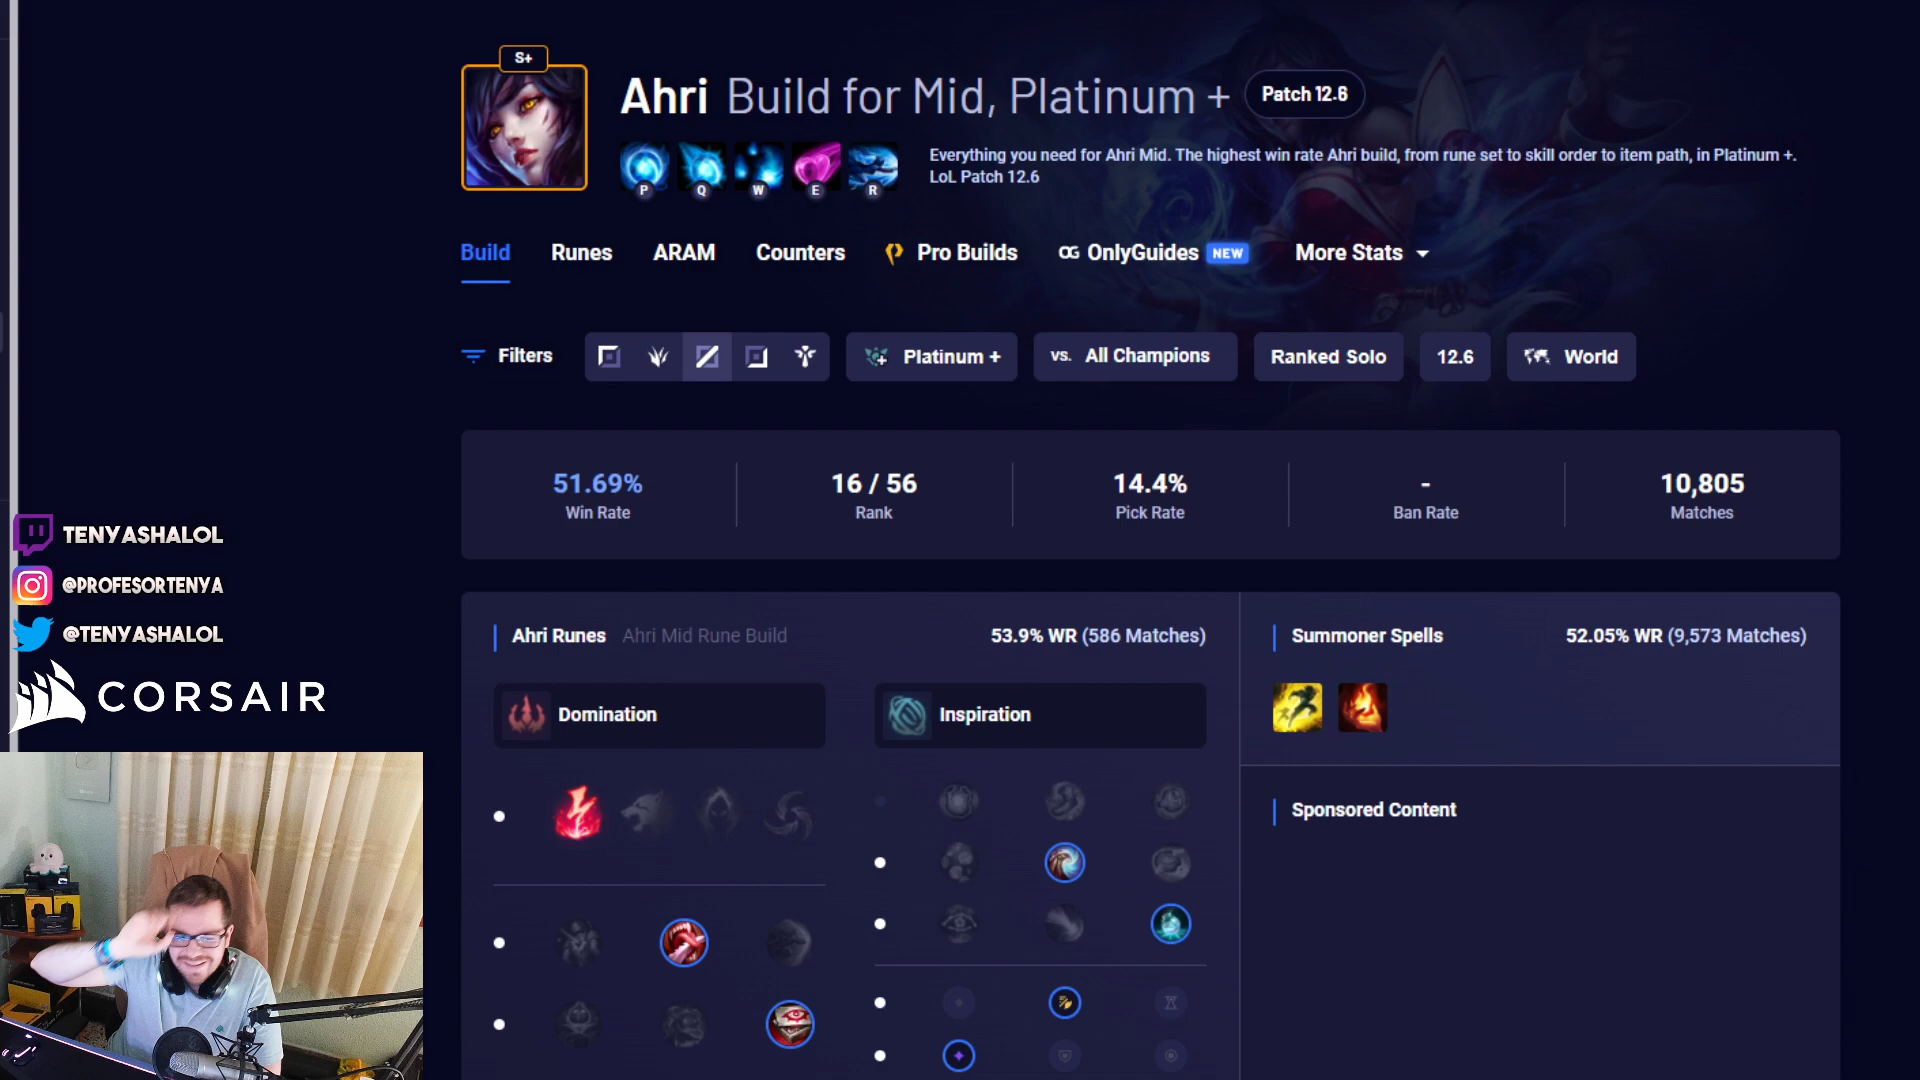 S+
Ahri Build for Mid, Platinum +
Patch 12.6
P
Q
W
E
R
Everything you need for Ahri Mid. The highest win rate Ahri build, from rune set to skill order to item path, in Platinum +.
LoL Patch 12.6
Build
Runes
ARAM
Counters
Pro Builds
OG OnlyGuides NEW
More Stats
Filters
Platinum +
vs. All Champions
Ranked Solo
12.6
World
51.69%
Win Rate
16 / 56
Rank
14.4%
Pick Rate
-
Ban Rate
10,805
Matches
TENYASHALOL
@PROFESORTENYA
@TENYASHALOL
CORSAIR
Ahri Runes Ahri Mid Rune Build 53.9% WR (586 Matches)
Domination
Inspiration
Summoner Spells 52.05% WR (9,573 Matches)
Sponsored Content